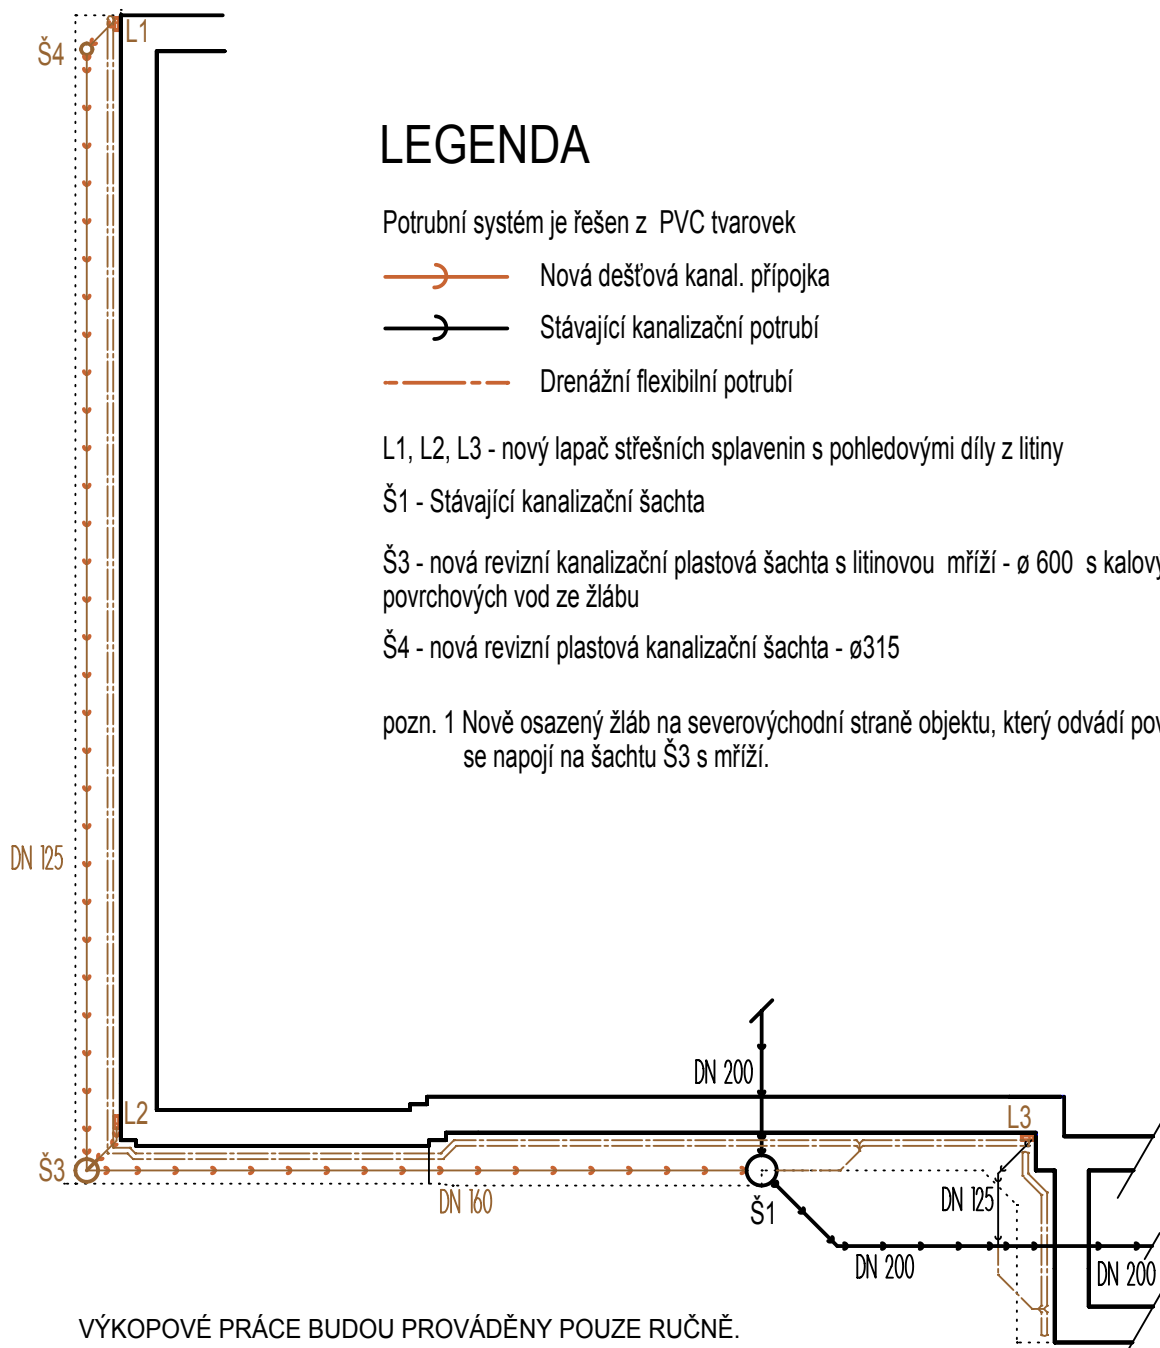 L1
Š4
LEGENDA
Potrubní systém je řešen z PVC tvarovek
Nová dešťová kanal. přípojka
Stávající kanalizační potrubí
Drenážní flexibilní potrubí
L1, L2, L3 - nový lapač střešních splavenin s pohledovými díly z litiny
Š1 - Stávající kanalizační šachta
Š3 - nová revizní kanalizační plastová šachta s litinovou mříží - ø 600 s kalový
povrchových vod ze žlábu
Š4 - nová revizní plastová kanalizační šachta - ø315
pozn. 1 Nově osazený žláb na severovýchodní straně objektu, který odvádí pov
se napojí na šachtu Š3 s mříží.
DN 125
DN 200
L2
L3
Š3
DN 160
Š1
DN 125
DN 200
DN 200
VÝKOPOVÉ PRÁCE BUDOU PROVÁDĚNY POUZE RUČNĚ.